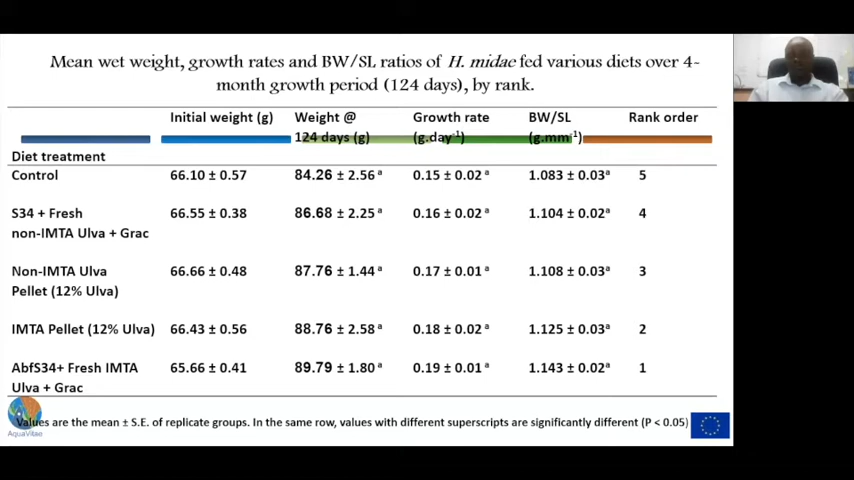 Mean wet weight, growth rates and BW/SL ratios of H. midae fed various diets over 4-
month growth period (124 days), by rank.
Initial weight (g) Weight @ Growth rate BW/SL Rank order
124 days (g) (g.day⁻¹) (g.mm⁻¹)
Diet treatment
Control 66.10 ± 0.57 84.26 ± 2.56 ᵃ 0.15 ± 0.02 ᵃ 1.083 ± 0.03ᵃ 5
S34 + Fresh 66.55 ± 0.38 86.68 ± 2.25 ᵃ 0.16 ± 0.02 ᵃ 1.104 ± 0.02ᵃ 4
non-IMTA Ulva + Grac
Non-IMTA Ulva 66.66 ± 0.48 87.76 ± 1.44 ᵃ 0.17 ± 0.01 ᵃ 1.108 ± 0.03ᵃ 3
Pellet (12% Ulva)
IMTA Pellet (12% Ulva) 66.43 ± 0.56 88.76 ± 2.58 ᵃ 0.18 ± 0.02 ᵃ 1.125 ± 0.03ᵃ 2
AbfS34+ Fresh IMTA 65.66 ± 0.41 89.79 ± 1.80 ᵃ 0.19 ± 0.01 ᵃ 1.143 ± 0.02ᵃ 1
Ulva + Grac
Values are the mean ± S.E. of replicate groups. In the same row, values with different superscripts are significantly different (P < 0.05)
AquaVitae